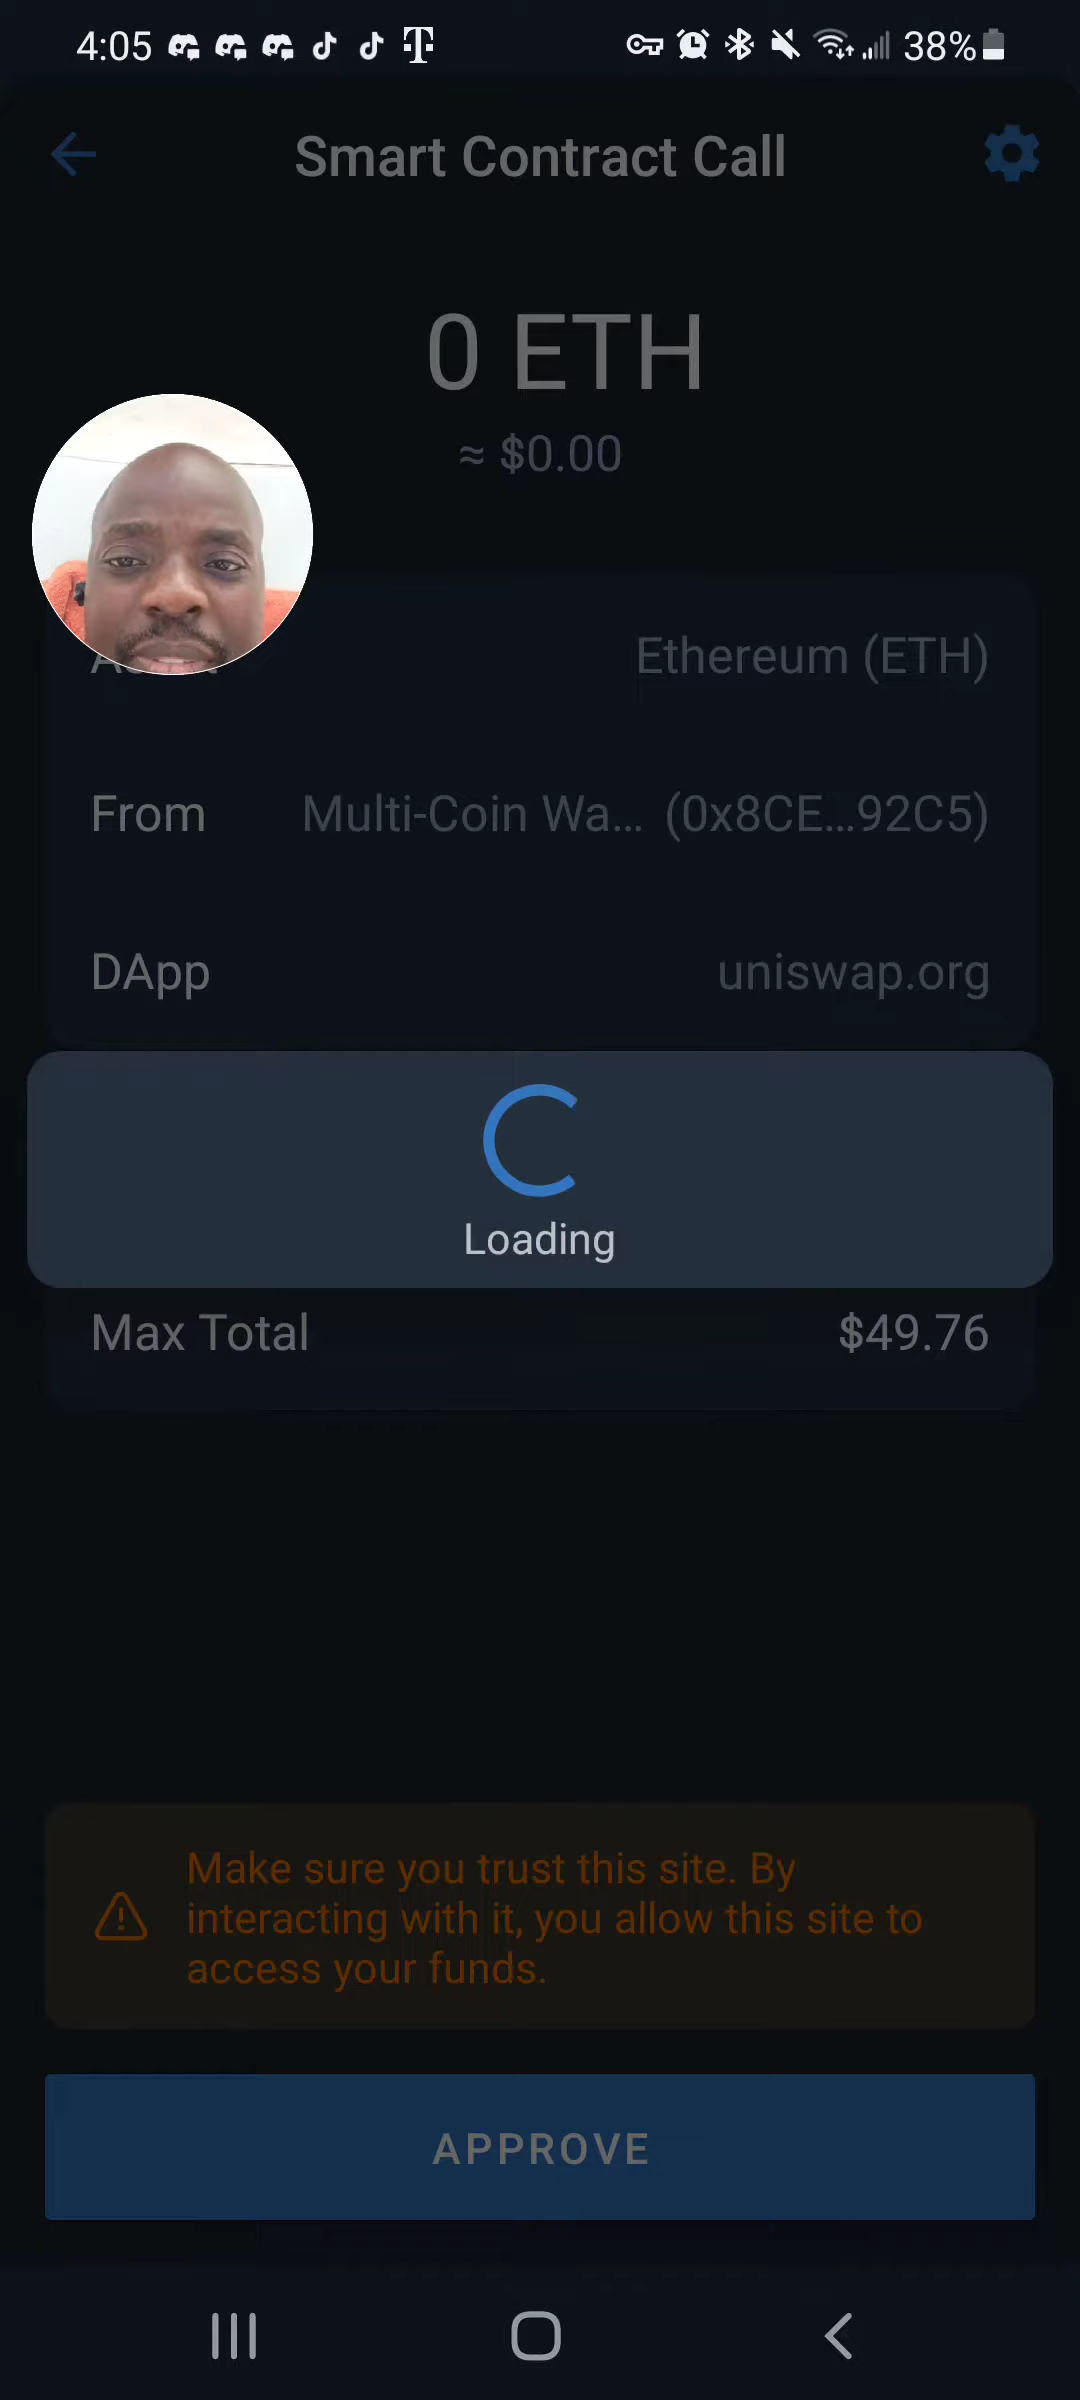 4:05 38%
Smart Contract Call
0 ETH
≈ $0.00
Ethereum (ETH)
From Multi-Coin Wa... (0x8CE...92C5)
DApp uniswap.org
Loading
Max Total $49.76
Make sure you trust this site. By
interacting with it, you allow this site to
access your funds.
APPROVE